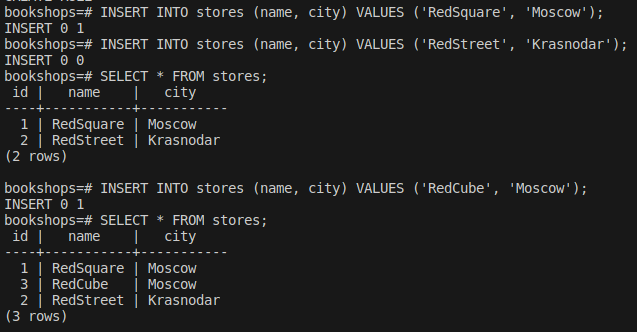 bookshops=# INSERT INTO stores (name, city) VALUES ('RedSquare', 'Moscow');
INSERT 0 1
bookshops=# INSERT INTO stores (name, city) VALUES ('RedStreet', 'Krasnodar');
INSERT 0 0
bookshops=# SELECT * FROM stores;
 id |   name    |   city
----+-----------+-----------
  1 | RedSquare | Moscow
  2 | RedStreet | Krasnodar
(2 rows)

bookshops=# INSERT INTO stores (name, city) VALUES ('RedCube', 'Moscow');
INSERT 0 1
bookshops=# SELECT * FROM stores;
 id |   name    |   city
----+-----------+-----------
  1 | RedSquare | Moscow
  3 | RedCube   | Moscow
  2 | RedStreet | Krasnodar
(3 rows)